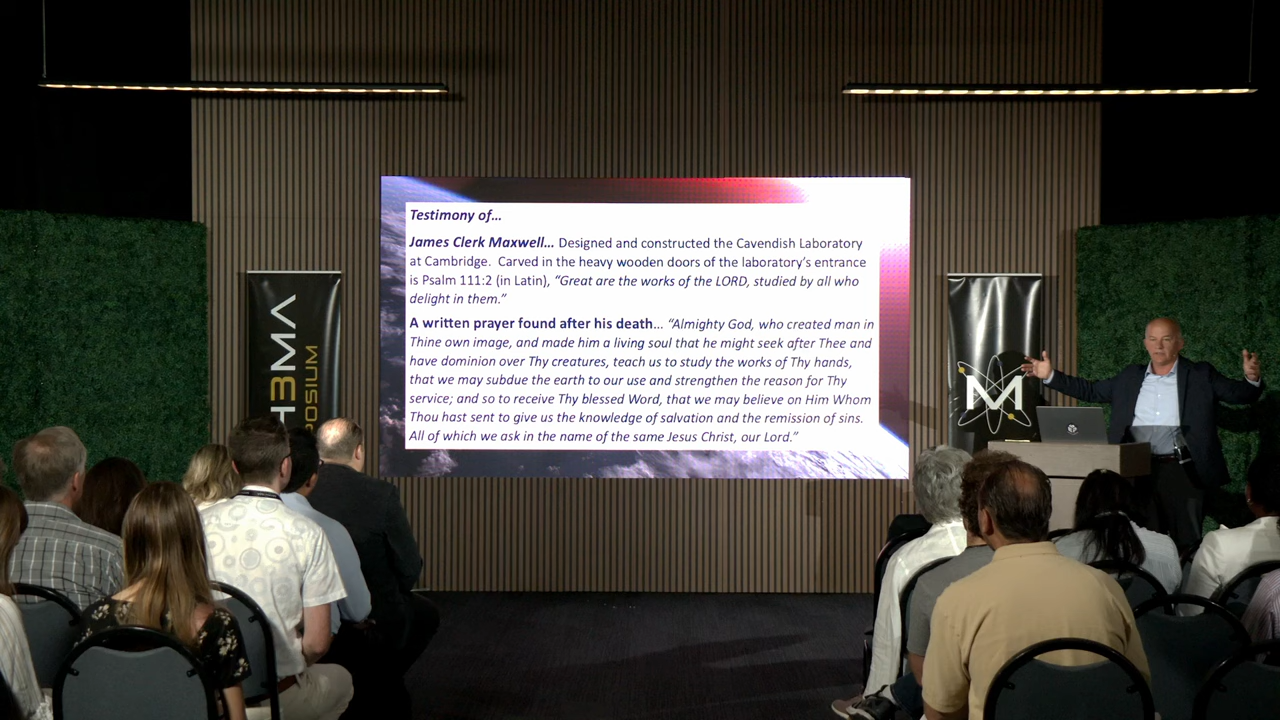 Testimony of…
James Clerk Maxwell… Designed and constructed the Cavendish Laboratory
at Cambridge. Carved in the heavy wooden doors of the laboratory's entrance
is Psalm 111:2 (in Latin), “Great are the works of the LORD, studied by all who
delight in them.”
A written prayer found after his death… “Almighty God, who created man in
Thine own image, and made him a living soul that he might seek after Thee and
have dominion over Thy creatures, teach us to study the works of Thy hands,
that we may subdue the earth to our use and strengthen the reason for Thy
service; and so to receive Thy blessed Word, that we may believe on Him Whom
Thou hast sent to give us the knowledge of salvation and the remission of sins.
All of which we ask in the name of the same Jesus Christ, our Lord.”
H3MA
POSIUM
M